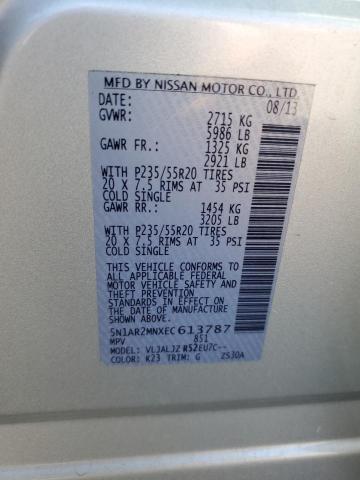 MFD BY NISSAN MOTOR CO., LTD.
DATE: 08/13
GVWR: 2715 KG
5986 LB
GAWR FR.: 1325 KG
2921 LB
WITH P235/55R20 TIRES
20 X 7.5 RIMS AT 35 PSI
COLD SINGLE
GAWR RR.: 1454 KG
3205 LB
WITH P235/55R20 TIRES
20 X 7.5 RIMS AT 35 PSI
COLD SINGLE
THIS VEHICLE CONFORMS TO ALL
APPLICABLE FEDERAL
MOTOR VEHICLE SAFETY
STANDARDS IN EFFECT ON
THE DATE OF
MANUFACTURE SHOWN
ABOVE.
5N1AR2MNXEC613787
MPV 851
MODEL: VLJALJZ R52EU7C--
COLOR: K23 TRIM: G ZS30A